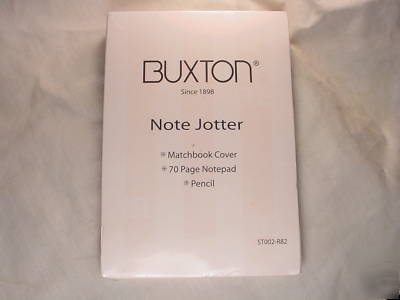 BUXTON®
Since 1898
Note Jotter
Matchbook Cover
70 Page Notepad
Pencil
ST002-R82